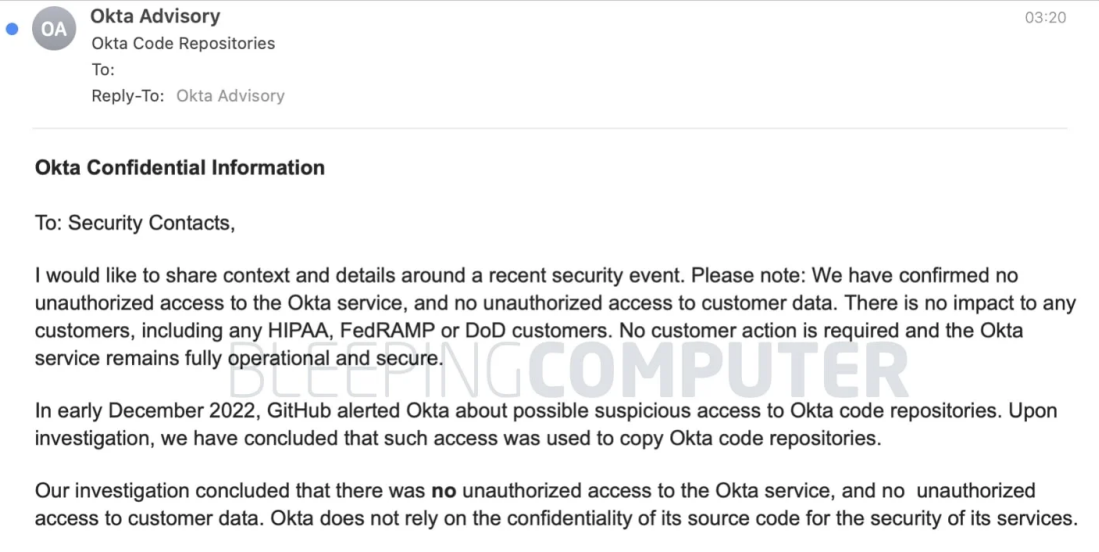 OA
Okta Advisory
03:20
Okta Code Repositories
To:
Reply-To: Okta Advisory
Okta Confidential Information
To: Security Contacts,
I would like to share context and details around a recent security event. Please note: We have confirmed no
unauthorized access to the Okta service, and no unauthorized access to customer data. There is no impact to any
customers, including any HIPAA, FedRAMP or DoD customers. No customer action is required and the Okta
service remains fully operational and secure.
BLEEPINGCOMPUTER
In early December 2022, GitHub alerted Okta about possible suspicious access to Okta code repositories. Upon
investigation, we have concluded that such access was used to copy Okta code repositories.
Our investigation concluded that there was no unauthorized access to the Okta service, and no  unauthorized
access to customer data. Okta does not rely on the confidentiality of its source code for the security of its services.